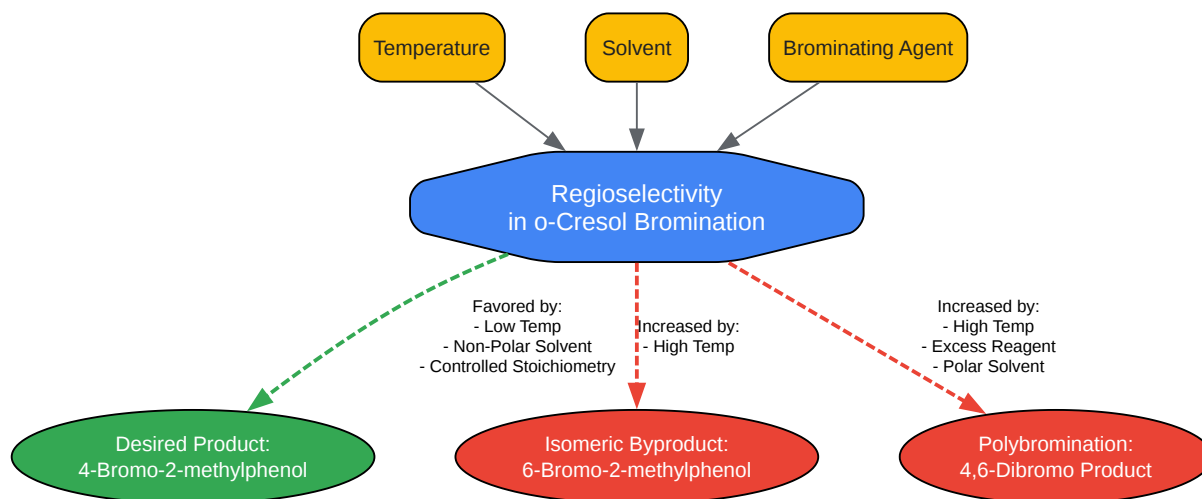 Temperature
Solvent
Brominating Agent
Regioselectivity
in o-Cresol Bromination
Favored by:
- Low Temp
- Non-Polar Solvent
- Controlled Stoichiometry
Increased by:
- High Temp
Increased by:
- High Temp
- Excess Reagent
- Polar Solvent
Desired Product:
4-Bromo-2-methylphenol
Isomeric Byproduct:
6-Bromo-2-methylphenol
Polybromination:
4,6-Dibromo Product